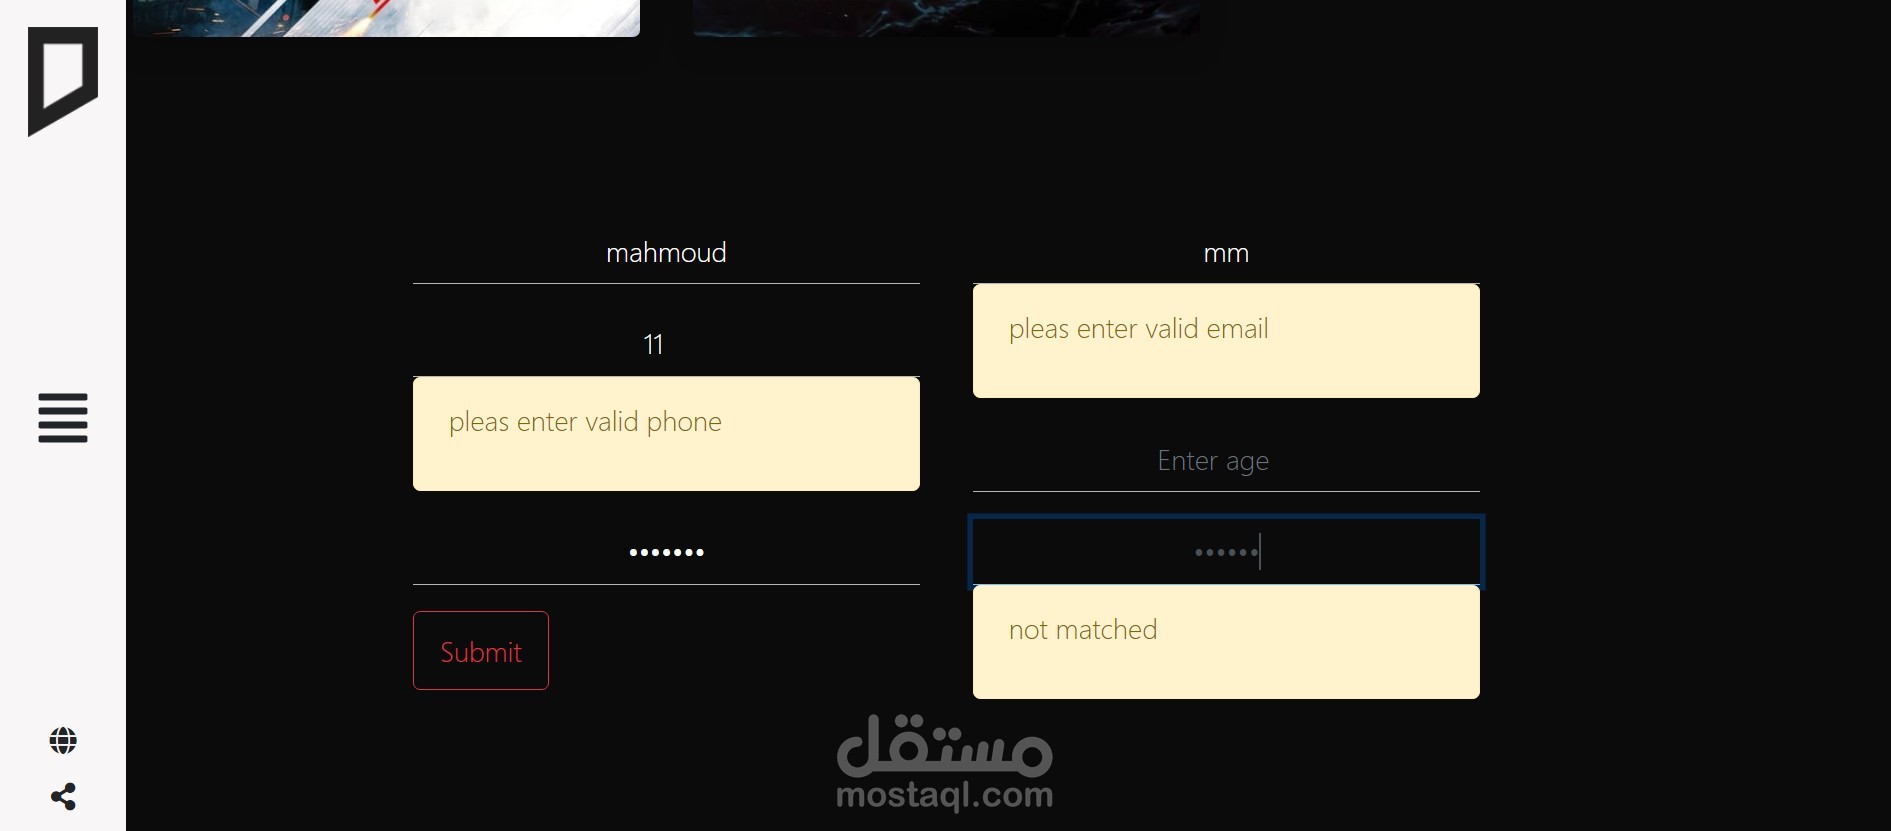 mahmoud
mm
pleas enter valid email
11
pleas enter valid phone
Enter age
•••••••
••••••
not matched
Submit
مستقل
mostaql.com